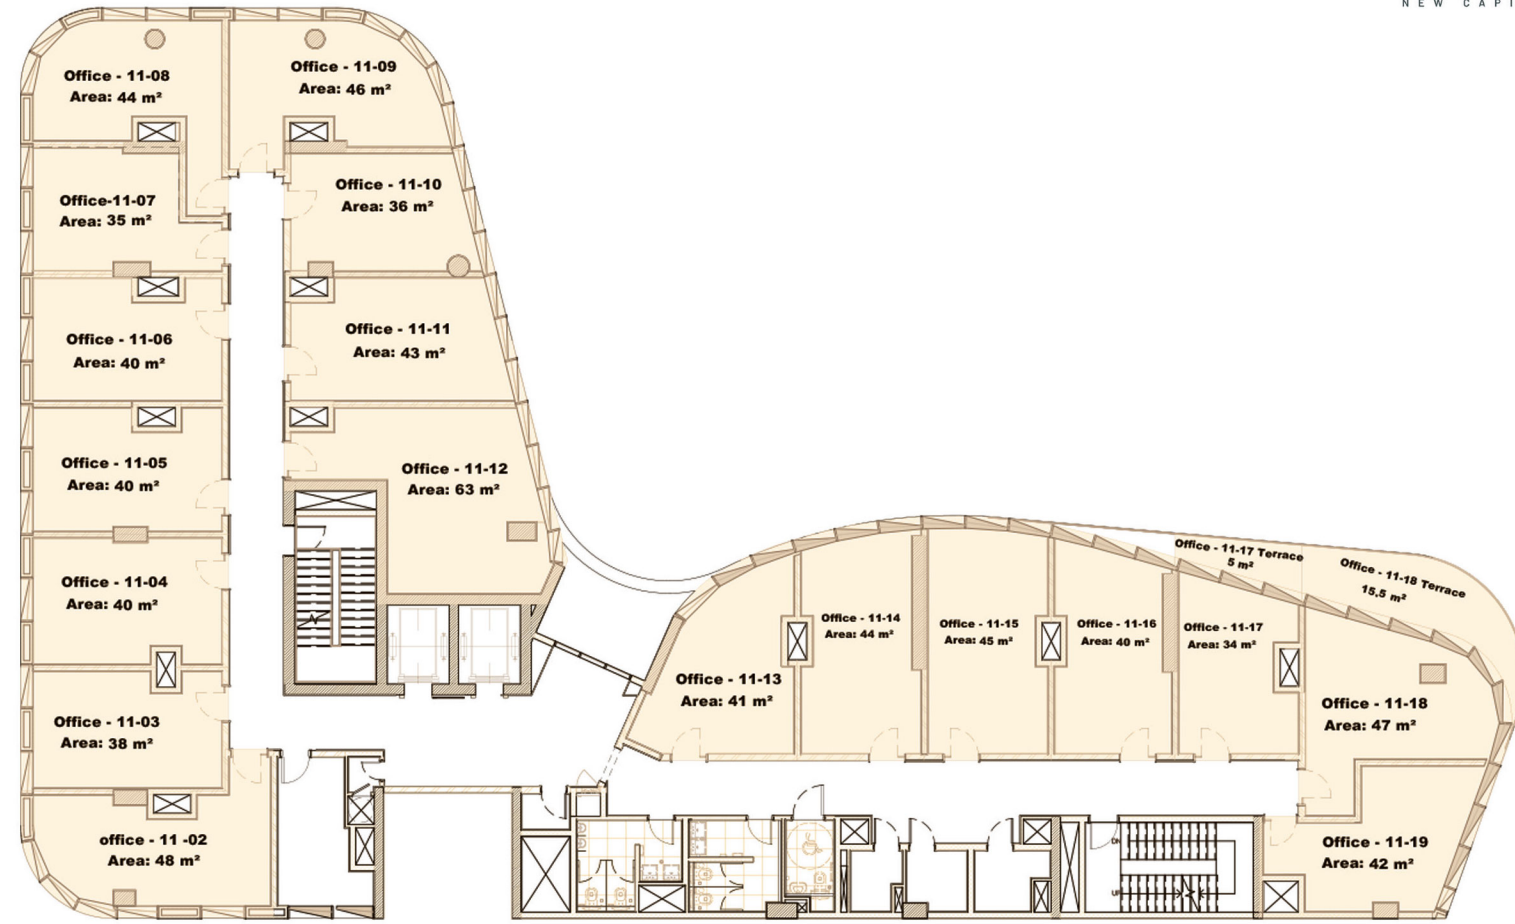 NEW CAPI
Office - 11-08
Area: 44 m²
Office - 11-09
Area: 46 m²
Office-11-07
Area: 35 m²
Office - 11-10
Area: 36 m²
Office - 11-06
Area: 40 m²
Office - 11-11
Area: 43 m²
Office - 11-05
Area: 40 m²
Office - 11-12
Area: 63 m²
Office - 11-04
Area: 40 m²
Office - 11-17 Terrace
5 m²
Office - 11-18 Terrace
15,5 m²
Office - 11-03
Area: 38 m²
Office - 11-13
Area: 41 m²
Office - 11-14
Area: 44 m²
Office - 11-15
Area: 45 m²
Office - 11-16
Area: 40 m²
Office - 11-17
Area: 34 m²
Office - 11-18
Area: 47 m²
office - 11 -02
Area: 48 m²
DN
UP
Office - 11-19
Area: 42 m²